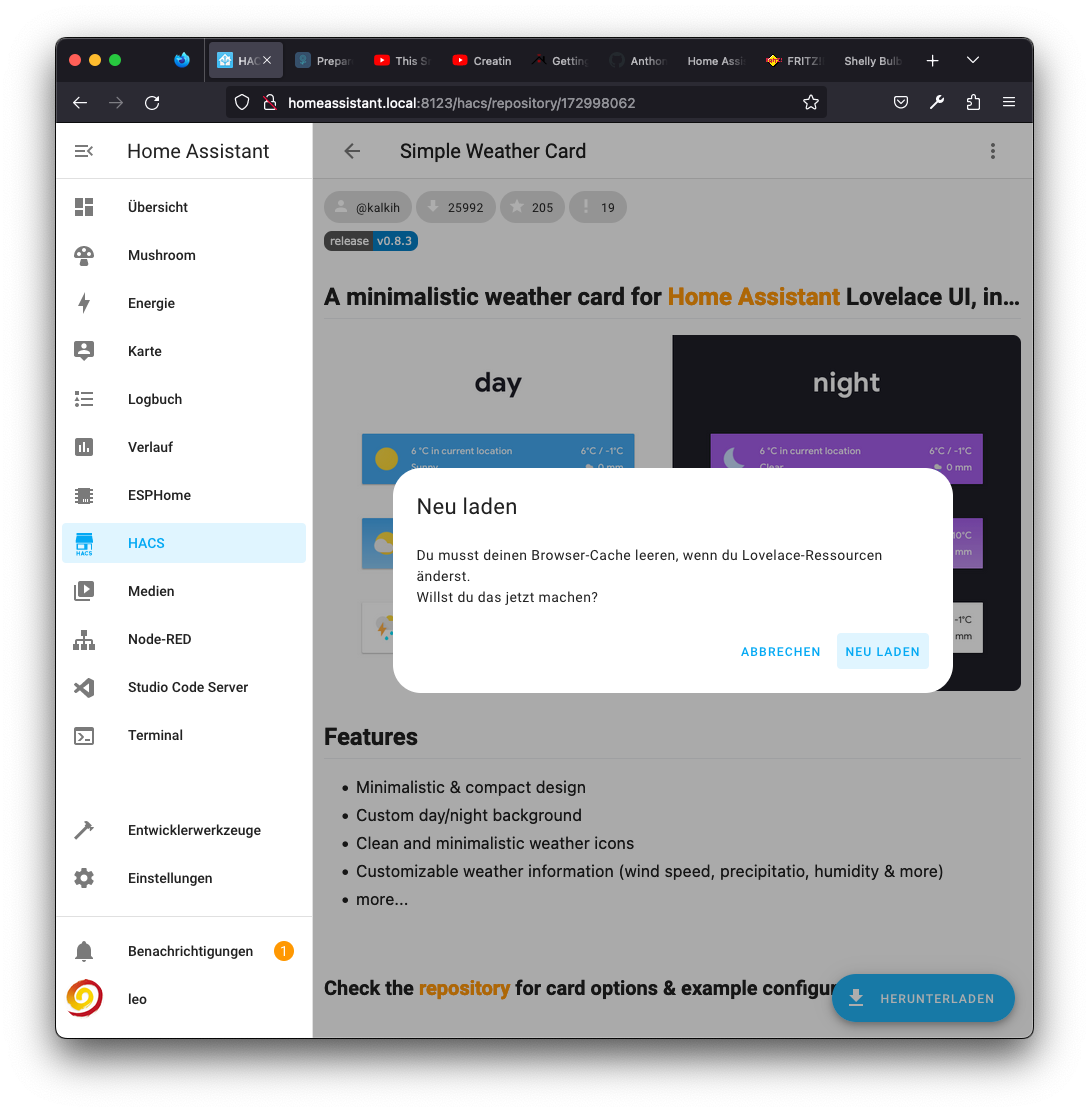 HAC
Prepar
This S
Creatin
Getting
Anthon
Home Assi
FRITZ!
Shelly Bulb
homeassistant.local:8123/hacs/repository/172998062
Home Assistant
Übersicht
Mushroom
Energie
Karte
Logbuch
Verlauf
ESPHome
HACS
HACS
Medien
Node-RED
Studio Code Server
Terminal
Entwicklerwerkzeuge
Einstellungen
Benachrichtigungen 1
leo
Simple Weather Card
@kalkih 25992 205 19
release v0.8.3
A minimalistic weather card for Home Assistant Lovelace UI, in…
day
6 °C in current location 6°C / -1°C
Sunny 0 mm
night
6 °C in current location 6°C / -1°C
Clear 0 mm
10°C
mm
-1°C
mm
Neu laden
Du musst deinen Browser-Cache leeren, wenn du Lovelace-Ressourcen
änderst.
Willst du das jetzt machen?
ABBRECHEN NEU LADEN
Features
Minimalistic & compact design
Custom day/night background
Clean and minimalistic weather icons
Customizable weather information (wind speed, precipitatio, humidity & more)
more...
Check the repository for card options & example configur
HERUNTERLADEN